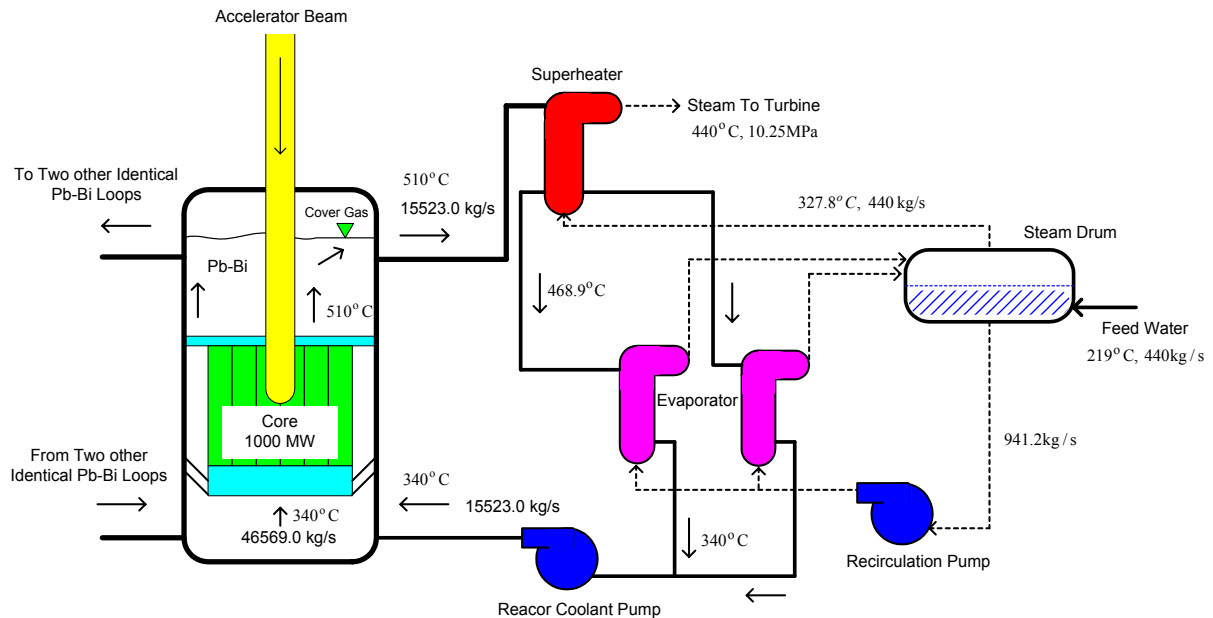 Accelerator Beam
Superheater
Steam To Turbine
440°C, 10.25MPa
To Two other Identical
Pb-Bi Loops
510°C
15523.0 kg/s
Cover Gas
327.8°C, 440 kg/s
Steam Drum
Pb-Bi
510°C
468.9°C
Feed Water
219°C, 440kg/s
Evaporator
Core
1000 MW
941.2kg/s
From Two other
Identical Pb-Bi Loops
340°C
15523.0 kg/s
340°C
46569.0 kg/s
340°C
Recirculation Pump
Reacor Coolant Pump